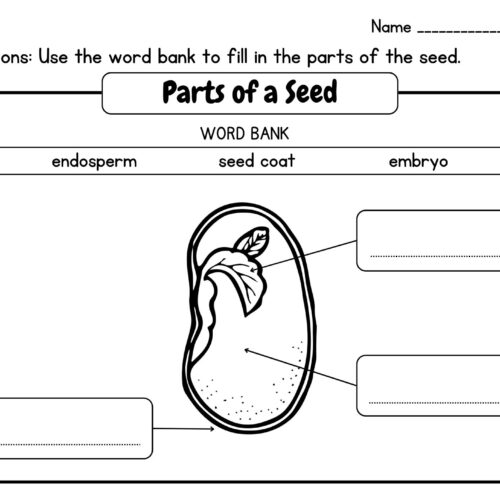 Name ____________
ons: Use the word bank to fill in the parts of the seed.
Parts of a Seed
WORD BANK
endosperm seed coat embryo